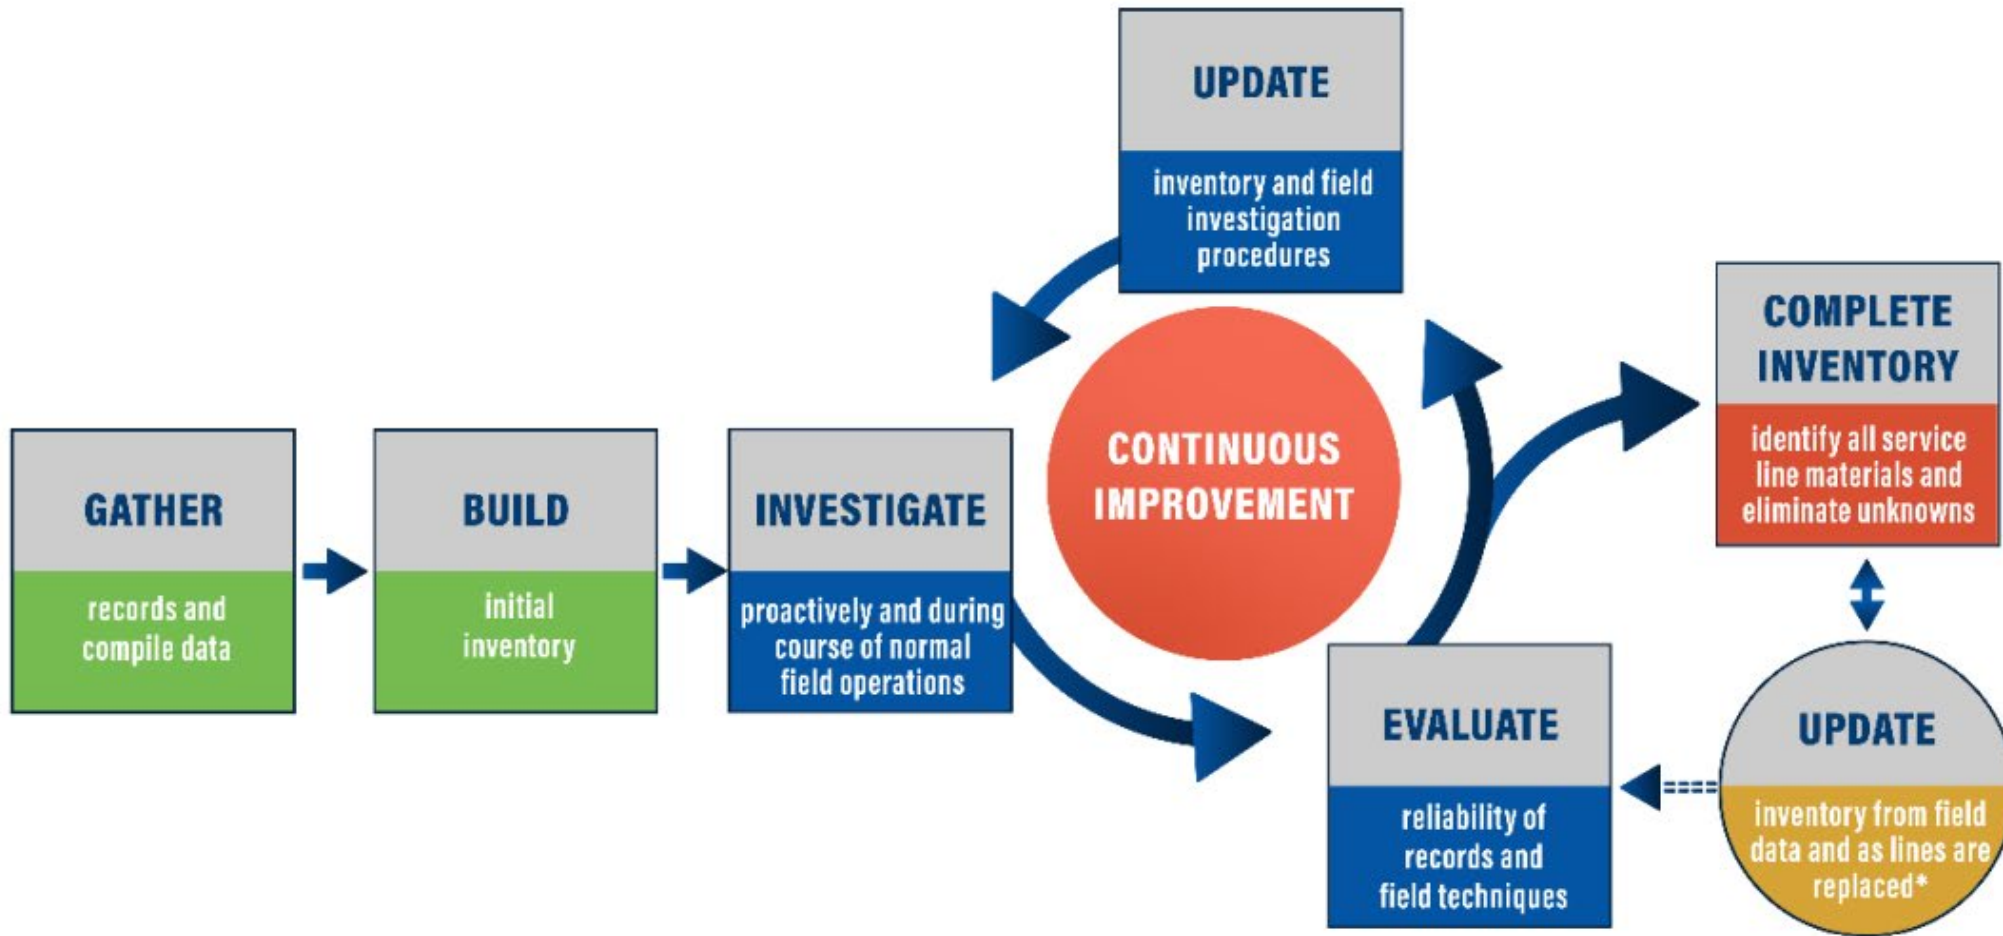 GATHER
records and
compile data
BUILD
initial
inventory
INVESTIGATE
proactively and during
course of normal
field operations
UPDATE
inventory and field
investigation
procedures
CONTINUOUS
IMPROVEMENT
EVALUATE
reliability of
records and
field techniques
COMPLETE
INVENTORY
identify all service
line materials and
eliminate unknowns
UPDATE
inventory from field
data and as lines are
replaced*